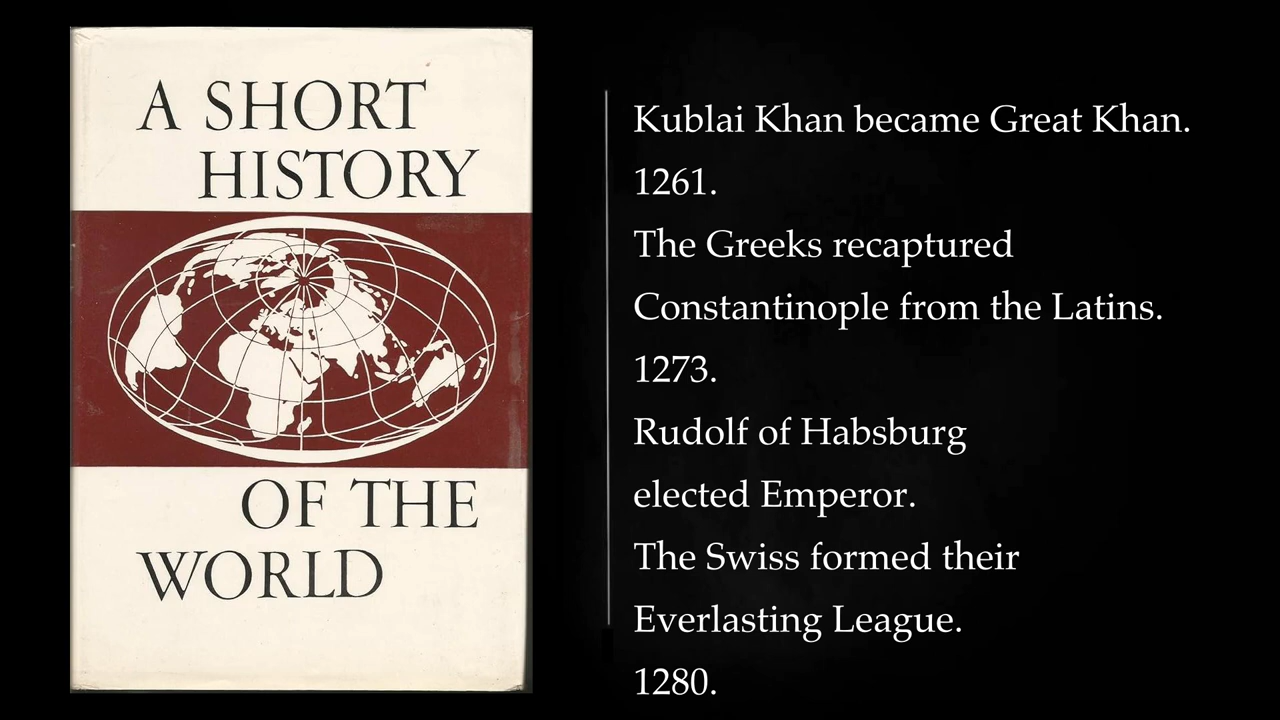 A SHORT
HISTORY
OF THE
WORLD
Kublai Khan became Great Khan.
1261.
The Greeks recaptured
Constantinople from the Latins.
1273.
Rudolf of Habsburg
elected Emperor.
The Swiss formed their
Everlasting League.
1280.